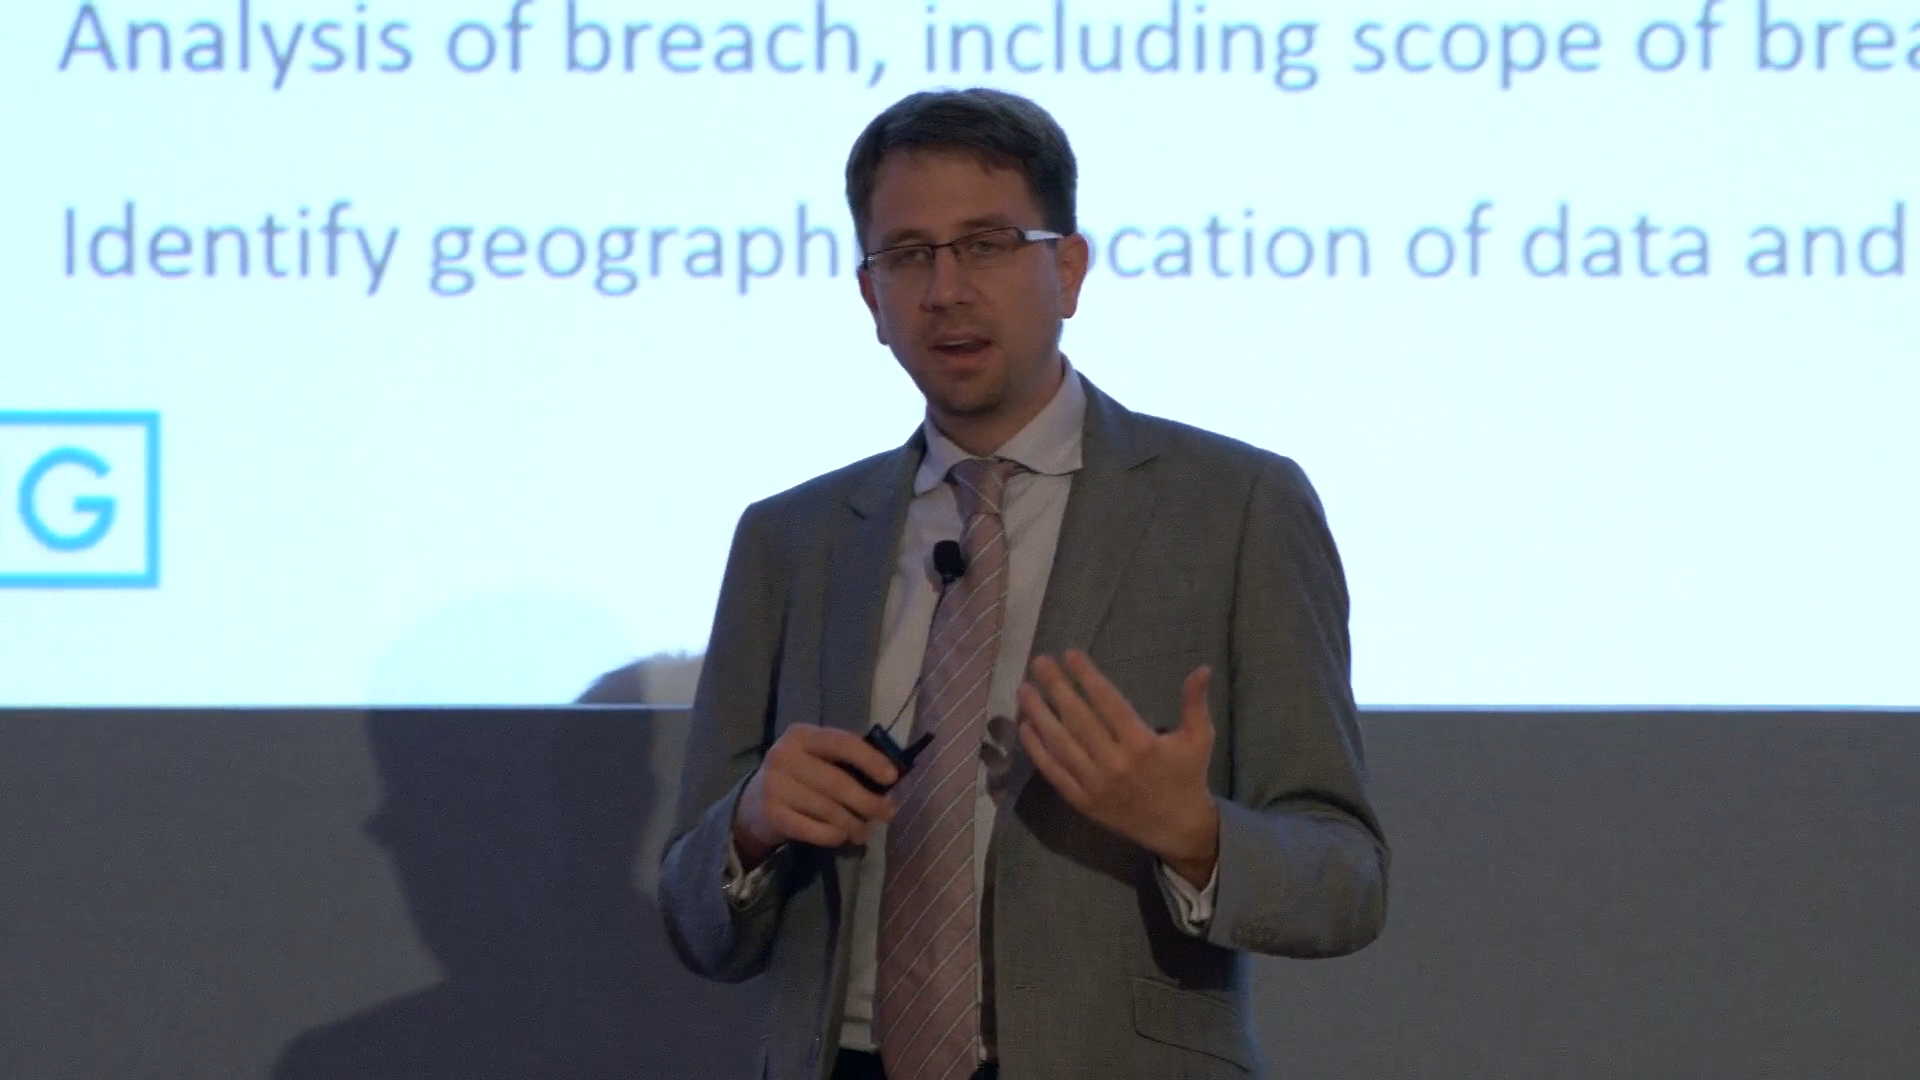 Analysis of breach, including scope of brea
Identify geograph ocation of data and
G